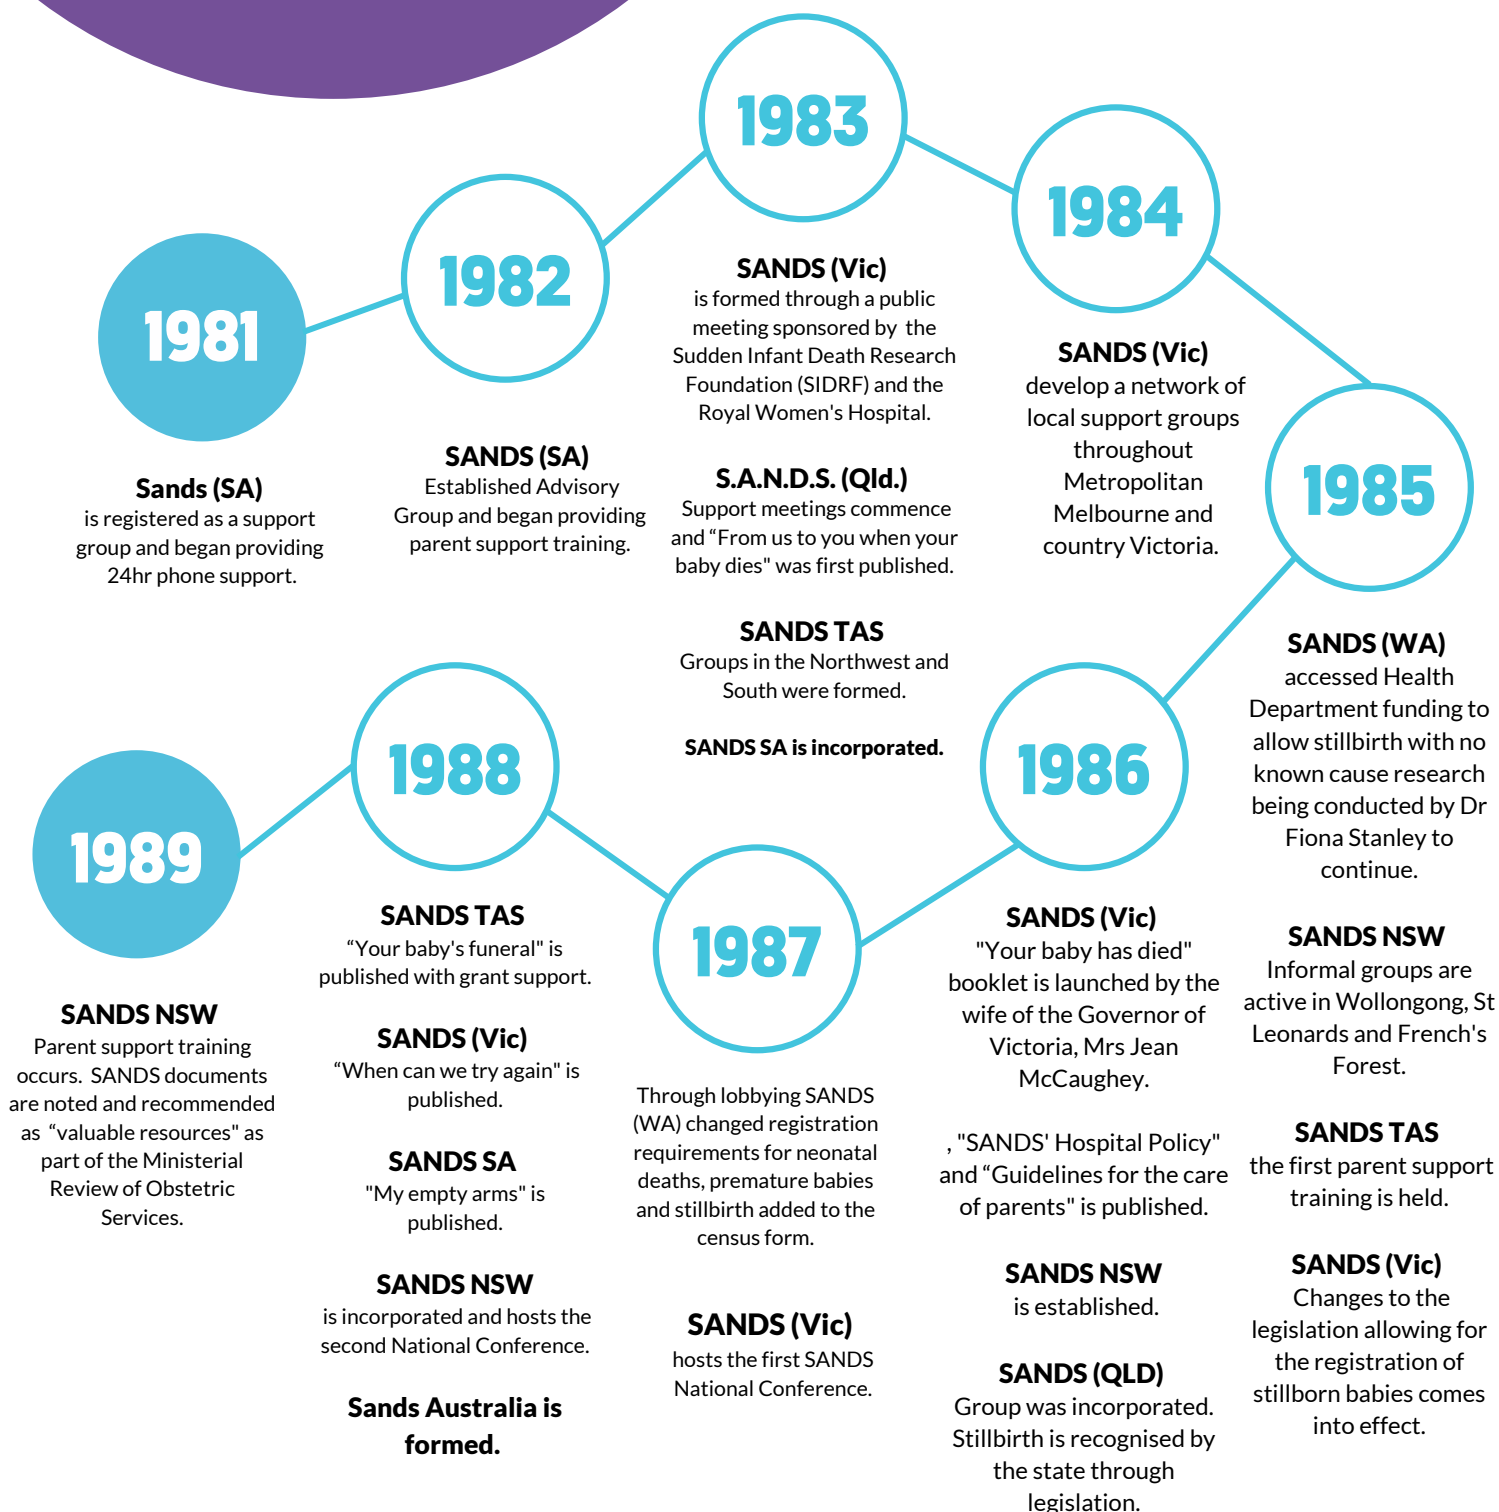 1981
Sands (SA)
is registered as a support
group and began providing
24hr phone support.
1982
SANDS (SA)
Established Advisory
Group and began providing
parent support training.
1983
SANDS (Vic)
is formed through a public
meeting sponsored by the
Sudden Infant Death Research
Foundation (SIDRF) and the
Royal Women's Hospital.
S.A.N.D.S. (Qld.)
Support meetings commence
and “From us to you when your
baby dies" was first published.
SANDS TAS
Groups in the Northwest and
South were formed.
SANDS SA is incorporated.
1984
SANDS (Vic)
develop a network of
local support groups
throughout
Metropolitan
Melbourne and
country Victoria.
1985
SANDS (WA)
accessed Health
Department funding to
allow stillbirth with no
known cause research
being conducted by Dr
Fiona Stanley to
continue.
SANDS NSW
Informal groups are
active in Wollongong, St
Leonards and French's
Forest.
SANDS TAS
the first parent support
training is held.
SANDS (Vic)
Changes to the
legislation allowing for
the registration of
stillborn babies comes
into effect.
1986
SANDS (Vic)
"Your baby has died"
booklet is launched by the
wife of the Governor of
Victoria, Mrs Jean
McCaughey.
, "SANDS' Hospital Policy"
and “Guidelines for the care
of parents" is published.
SANDS NSW
is established.
SANDS (QLD)
Group was incorporated.
Stillbirth is recognised by
the state through
legislation.
1987
Through lobbying SANDS
(WA) changed registration
requirements for neonatal
deaths, premature babies
and stillbirth added to the
census form.
SANDS (Vic)
hosts the first SANDS
National Conference.
1988
SANDS TAS
“Your baby's funeral" is
published with grant support.
SANDS (Vic)
“When can we try again" is
published.
SANDS SA
"My empty arms" is
published.
SANDS NSW
is incorporated and hosts the
second National Conference.
Sands Australia is
formed.
1989
SANDS NSW
Parent support training
occurs. SANDS documents
are noted and recommended
as “valuable resources" as
part of the Ministerial
Review of Obstetric
Services.